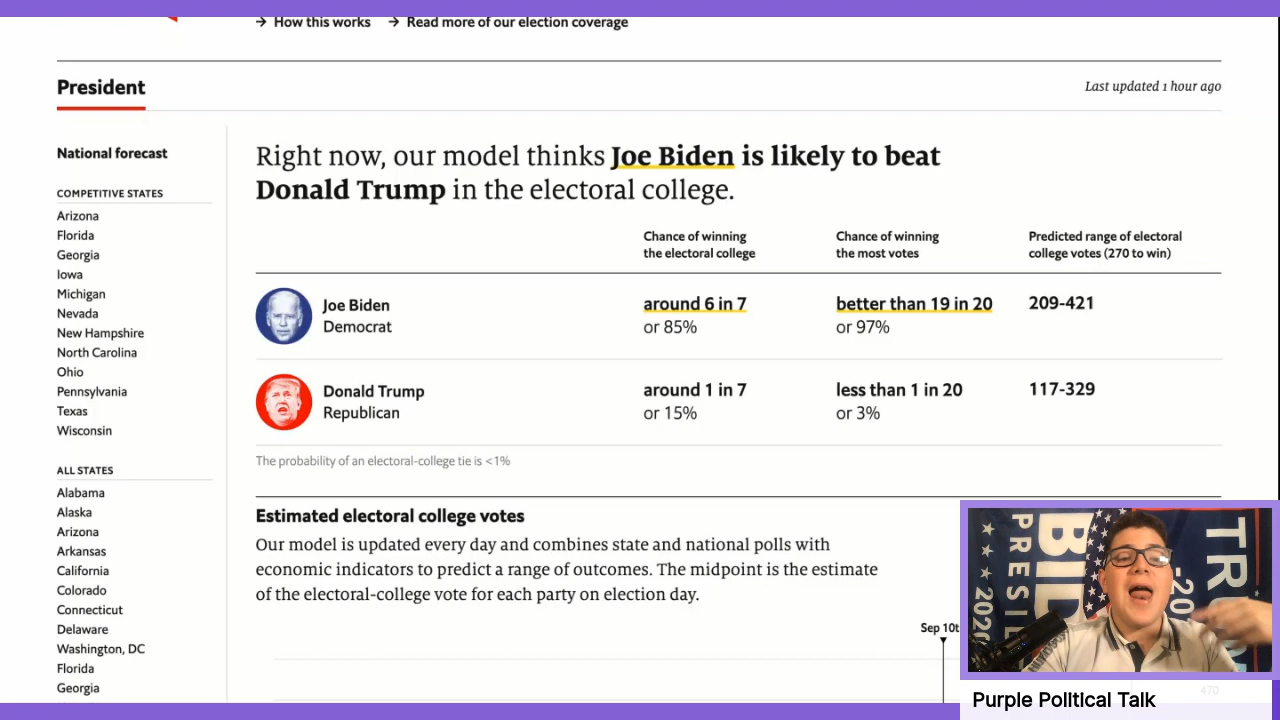 → How this works → Read more of our election coverage
President
Last updated 1 hour ago
National forecast
COMPETITIVE STATES
Arizona
Florida
Georgia
Iowa
Michigan
Nevada
New Hampshire
North Carolina
Ohio
Pennsylvania
Texas
Wisconsin
ALL STATES
Alabama
Alaska
Arizona
Arkansas
California
Colorado
Connecticut
Delaware
Washington, DC
Florida
Georgia
Right now, our model thinks Joe Biden is likely to beat
Donald Trump in the electoral college.
Chance of winning
the electoral college
Chance of winning
the most votes
Predicted range of electoral
college votes (270 to win)
Joe Biden
Democrat
around 6 in 7
or 85%
better than 19 in 20
or 97%
209-421
Donald Trump
Republican
around 1 in 7
or 15%
less than 1 in 20
or 3%
117-329
The probability of an electoral-college tie is <1%
Estimated electoral college votes
Our model is updated every day and combines state and national polls with
economic indicators to predict a range of outcomes. The midpoint is the estimate
of the electoral-college vote for each party on election day.
Sep 10t
BID
PRESI
2020
TRU
-202
470
Purple Political Talk